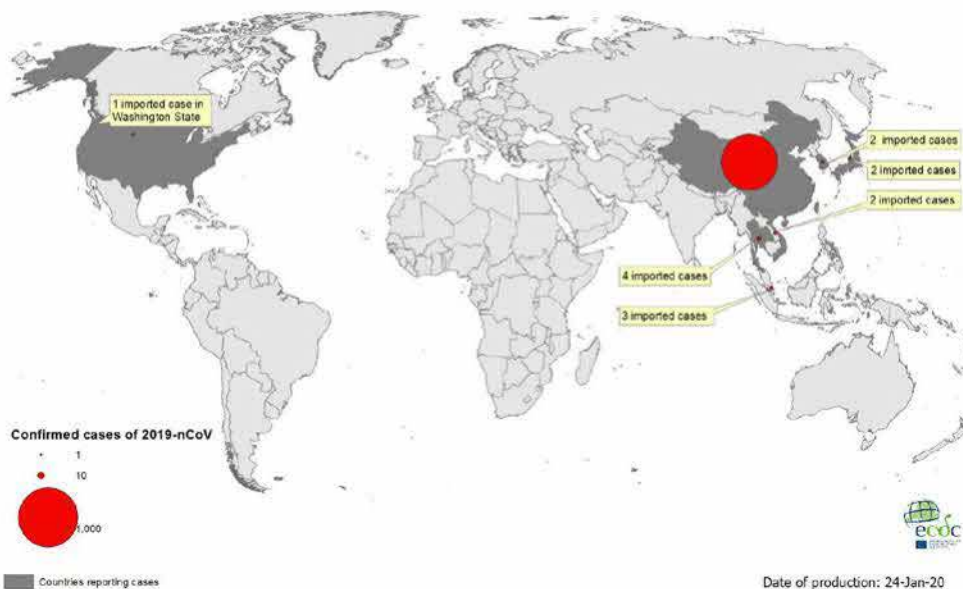 1 imported case in
Washington State
2 imported cases
2 imported cases
2 imported cases
4 imported cases
3 imported cases
Confirmed cases of 2019-nCoV
1
10
1,000
ecdc
Countries reporting cases
Date of production: 24-Jan-20